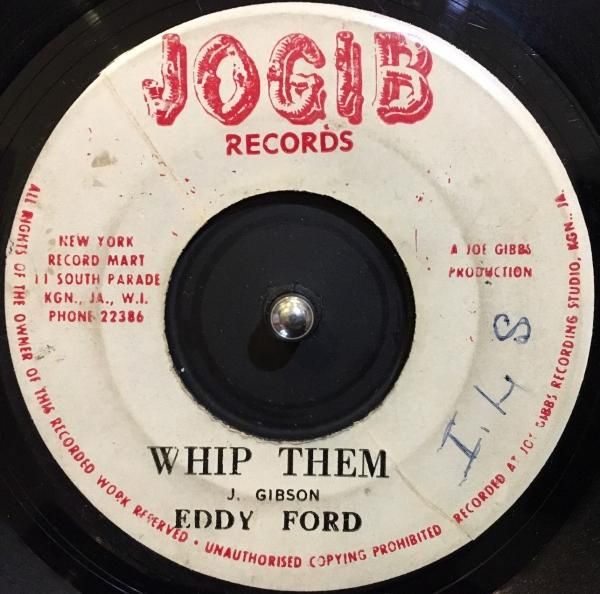 JOGIB
RECORDS
NEW YORK
RECORD MART
11 SOUTH PARADE
KGN., JA., W.I.
PHONE 22386
A JOE GIBBS
PRODUCTION
WHIP THEM
J. GIBSON
EDDY FORD
ALL RIGHTS OF THE OWNER OF THIS RECORDED WORK RESERVED • UNAUTHORISED COPYING PROHIBITED RECORDED AT JOE GIBBS RECORDING STUDIO, KGN., JA.